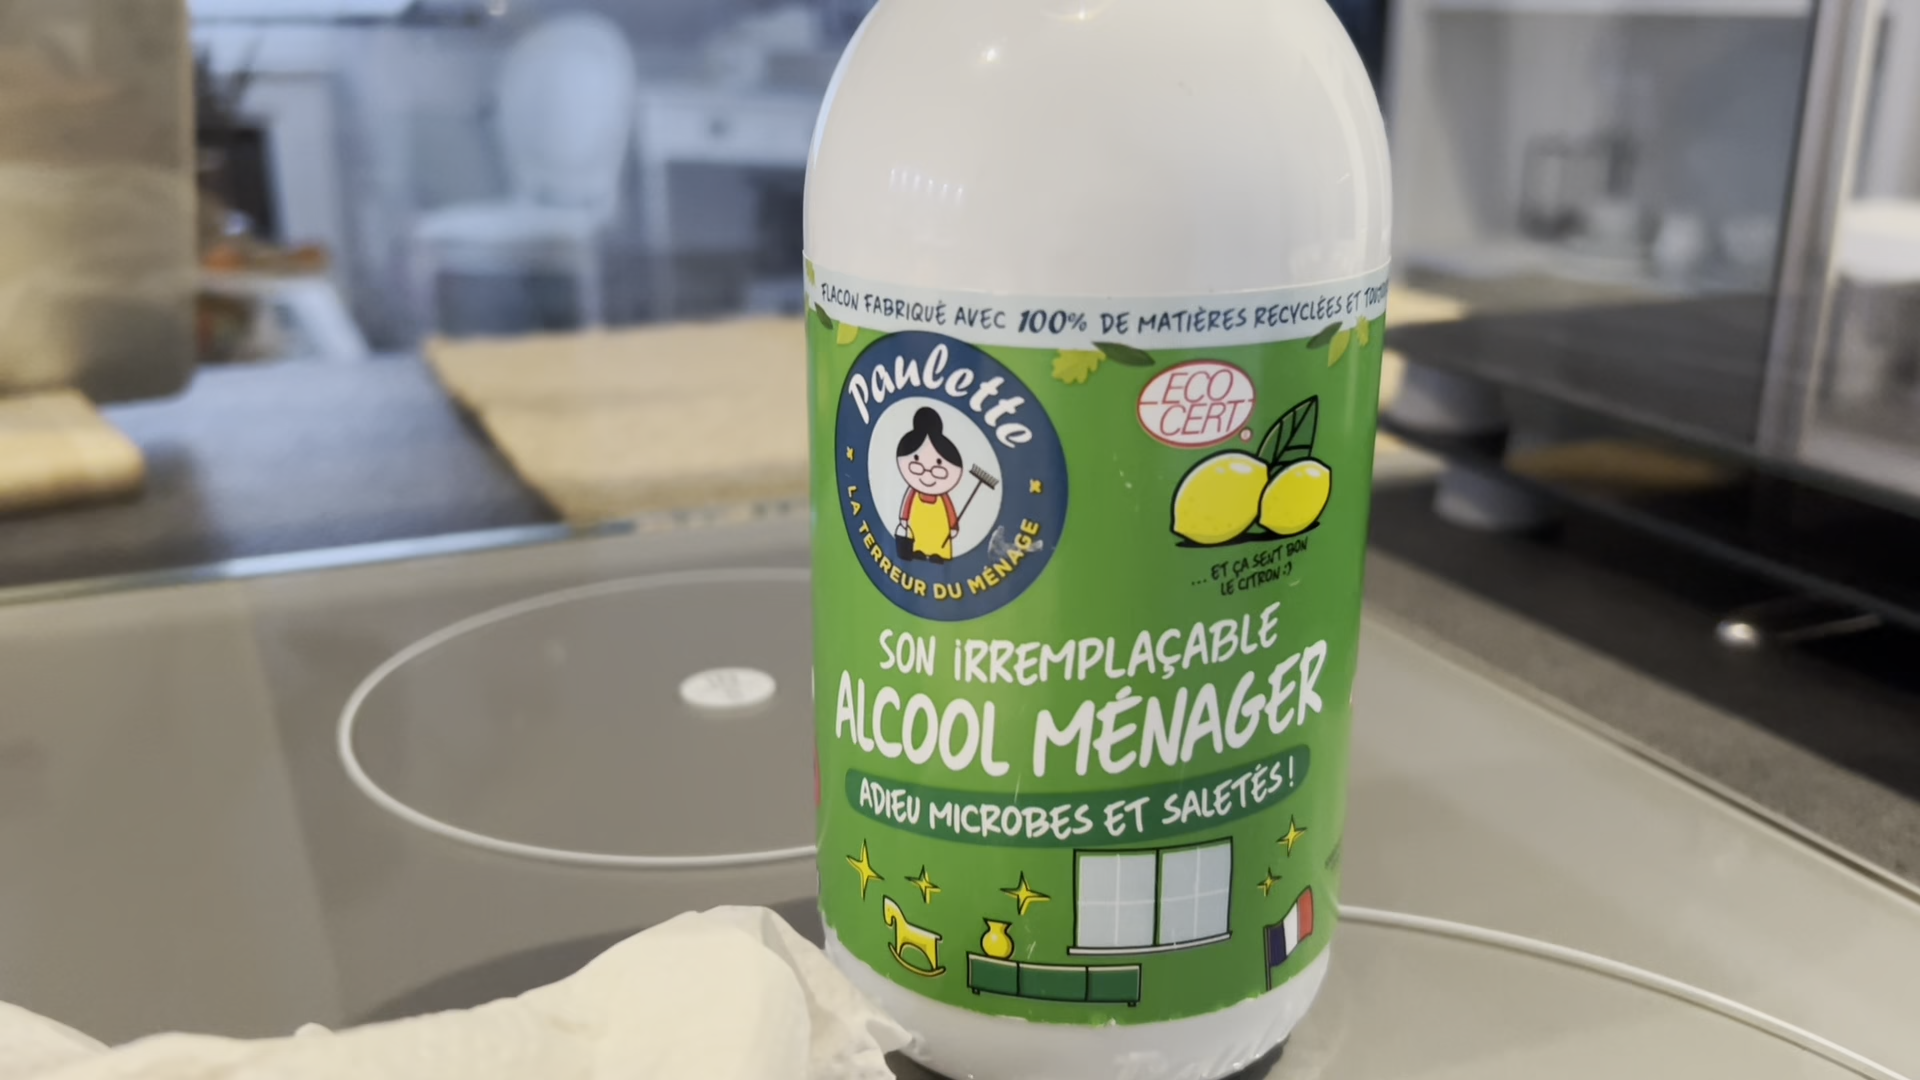 FLACON FABRIQUÉ AVEC 100% DE MATIÈRES RECYCLÉES ET
Paulette
LA TERREUR DU MÉNAGE
ECO
CERT
®
... ET ÇA SENT BON
LE CITRON :)
SON iRREMPLAÇABLE
ALCOOL MÉNAGER
ADIEU MICROBES ET SALETÉS !